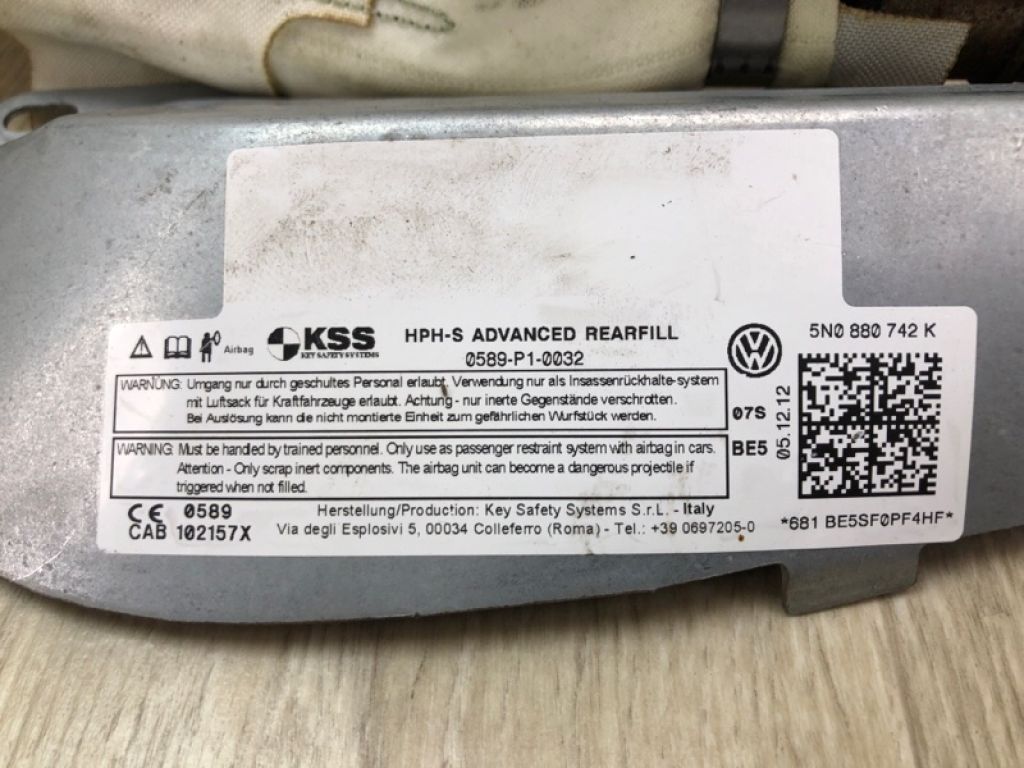 Airbag
KSS
KEY SAFETY SYSTEMS
HPH-S ADVANCED REARFILL
0589-P1-0032
5N0 880 742 K
WARNUNG: Umgang nur durch geschultes Personal erlaubt. Verwendung nur als Insassenrückhalte-system
mit Luftsack für Kraftfahrzeuge erlaubt. Achtung - nur inerte Gegenstände verschrotten.
Bei Auslösung kann die nicht montierte Einheit zum gefährlichen Wurfstück werden.
07S
BE5
05.12.12
WARNING: Must be handled by trained personnel. Only use as passenger restraint system with airbag in cars.
Attention - Only scrap inert components. The airbag unit can become a dangerous projectile if
triggered when not filled.
CE 0589
CAB 102157X
Herstellung/Production: Key Safety Systems S.r.L. - Italy
Via degli Esplosivi 5, 00034 Colleferro (Roma) - Tel.: +39 0697205-0
*681 BE5SF0PF4HF*